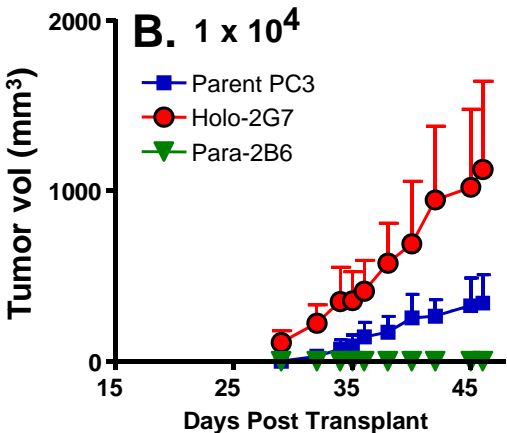 B. 1 x 10⁴
Parent PC3
Holo-2G7
Para-2B6
Tumor vol (mm³)
2000
1000
0
15 25 35 45
Days Post Transplant